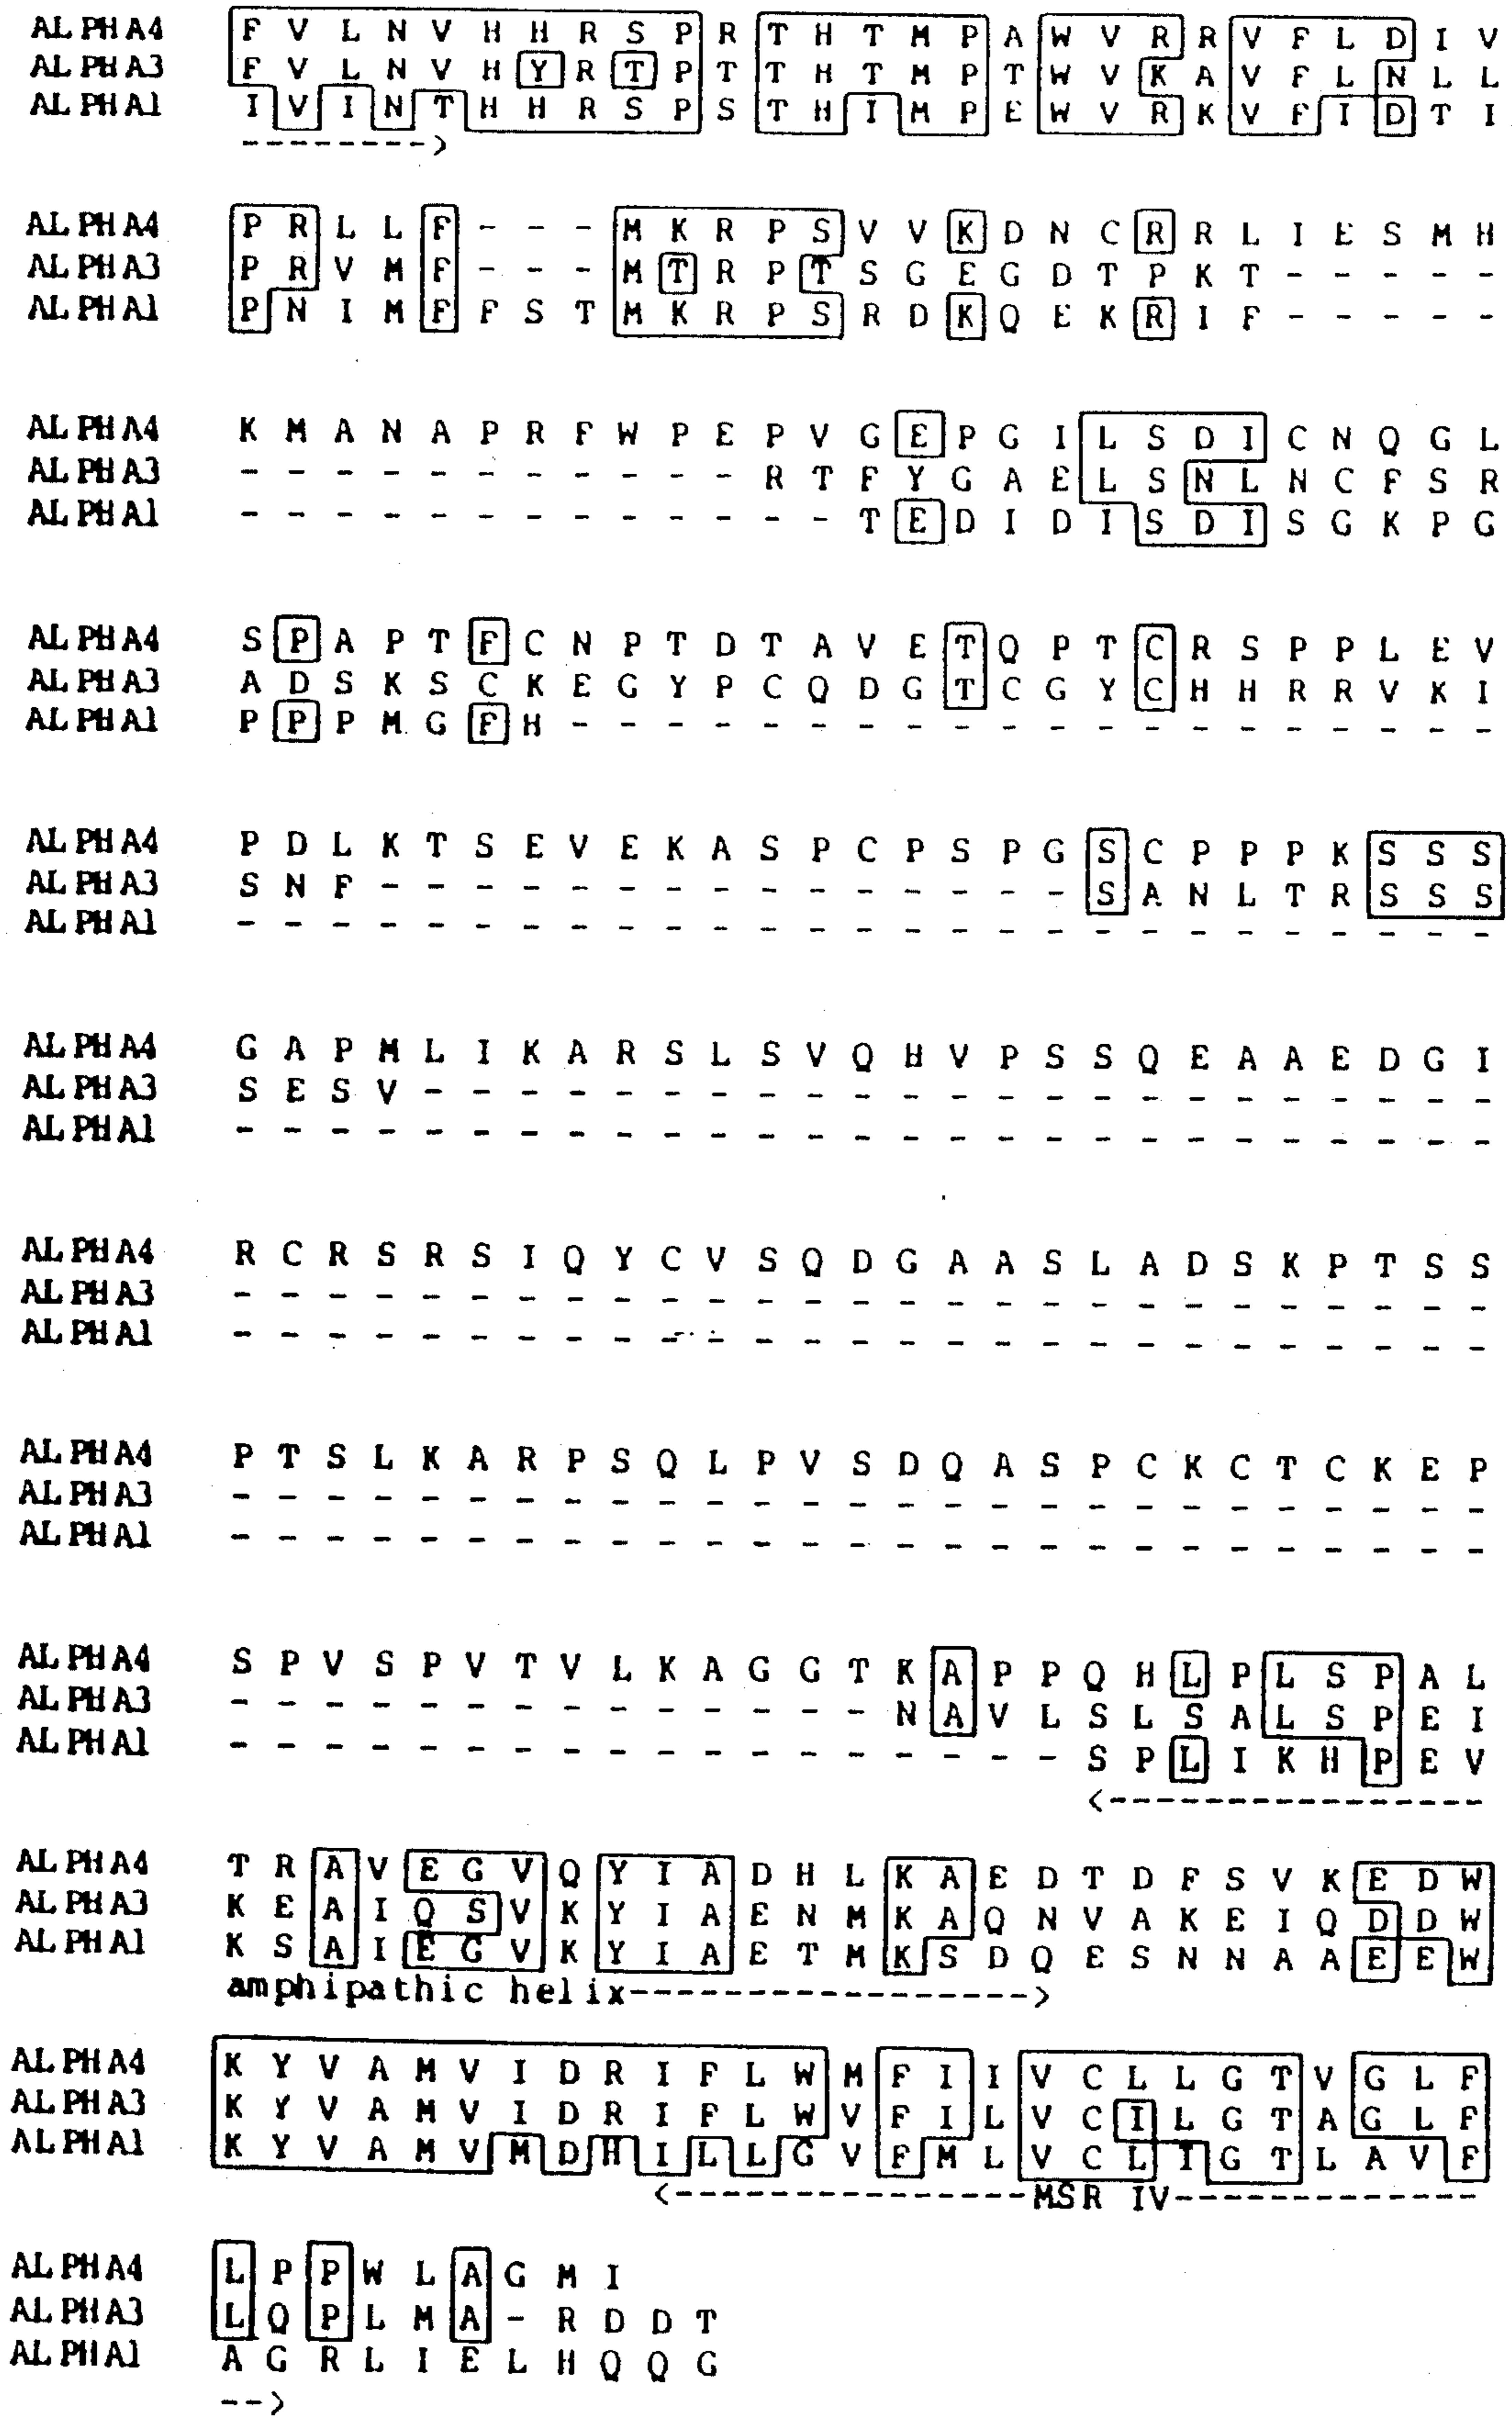 ALPHA4 F V L N V H H R S P R T H T M P A W V R R V F L D I V
ALPHA3 F V L N V H Y R T P T T H T M P T W V K A V F L N L L
ALPHA1 I V I N T H H R S P S T H I M P E W V R K V F I D T I
-------->
ALPHA4 P R L L F - - - M K R P S V V K D N C R R L I E S M H
ALPHA3 P R V M F - - - M T R P T S G E G D T P K T - - - - -
ALPHA1 P N I M F F S T M K R P S R D K Q E K R I F - - - - -
ALPHA4 K M A N A P R F W P E P V G E P G I L S D I C N Q G L
ALPHA3 - - - - - - - - - - - R T F Y G A E L S N L N C F S R
ALPHA1 - - - - - - - - - - - - - T E D I D I S D I S G K P G
ALPHA4 S P A P T F C N P T D T A V E T Q P T C R S P P L E V
ALPHA3 A D S K S C K E G Y P C Q D G T C G Y C H H R R V K I
ALPHA1 P P P M G F H - - - - - - - - - - - - - - - - - - - -
ALPHA4 P D L K T S E V E K A S P C P S P G S C P P P K S S S
ALPHA3 S N F - - - - - - - - - - - - - - - S A N L T R S S S
ALPHA1 - - - - - - - - - - - - - - - - - - - - - - - - - - -
ALPHA4 G A P M L I K A R S L S V Q H V P S S Q E A A E D G I
ALPHA3 S E S V - - - - - - - - - - - - - - - - - - - - - - -
ALPHA1 - - - - - - - - - - - - - - - - - - - - - - - - - - -
ALPHA4 R C R S R S I Q Y C V S Q D G A A S L A D S K P T S S
ALPHA3 - - - - - - - - - - - - - - - - - - - - - - - - - - -
ALPHA1 - - - - - - - - - - - - - - - - - - - - - - - - - - -
ALPHA4 P T S L K A R P S Q L P V S D Q A S P C K C T C K E P
ALPHA3 - - - - - - - - - - - - - - - - - - - - - - - - - - -
ALPHA1 - - - - - - - - - - - - - - - - - - - - - - - - - - -
ALPHA4 S P V S P V T V L K A G G T K A P P Q H L P L S P A L
ALPHA3 - - - - - - - - - - - - - - N A V L S L S A L S P E I
ALPHA1 - - - - - - - - - - - - - - - - - - S P L I K H P E V
<----------------
ALPHA4 T R A V E G V Q Y I A D H L K A E D T D F S V K E D W
ALPHA3 K E A I Q S V K Y I A E N M K A Q N V A K E I Q D D W
ALPHA1 K S A I E G V K Y I A E T M K S D Q E S N N A A E E W
amphipathic helix----------------->
ALPHA4 K Y V A M V I D R I F L W M F I I V C L L G T V G L F
ALPHA3 K Y V A M V I D R I F L W V F I L V C I L G T A G L F
ALPHA1 K Y V A M V M D H I L L G V F M L V C L I G T L A V F
<---------------MSR IV-------------
ALPHA4 L P P W L A G M I
ALPHA3 L Q P L M A - R D D T
ALPHA1 A G R L I E L H Q Q G
-->